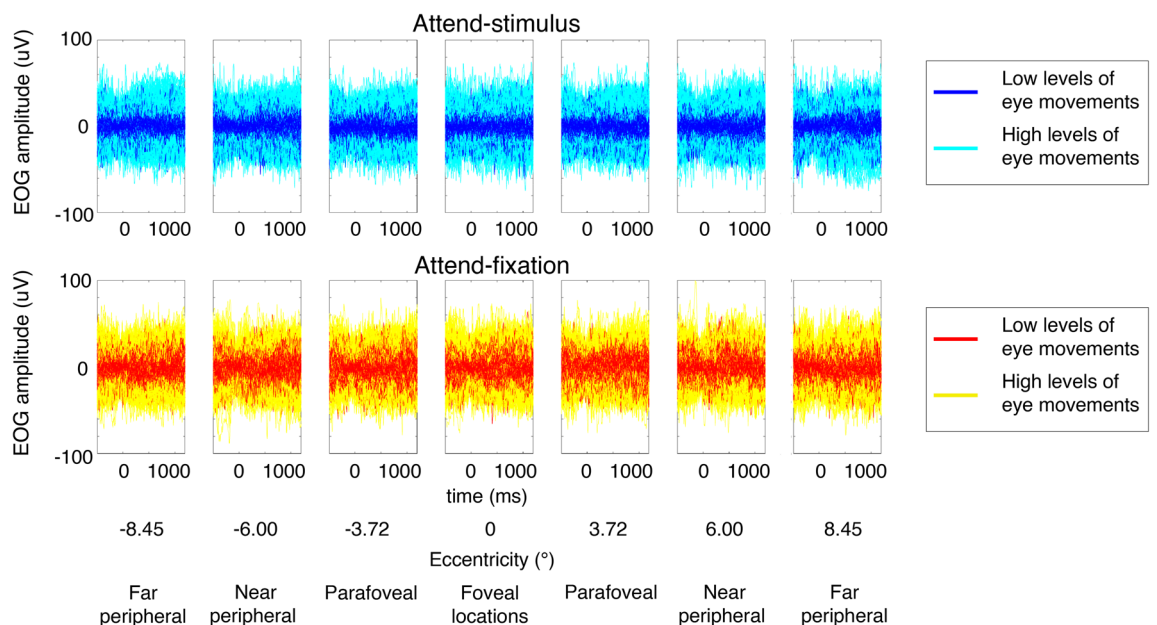 Attend-stimulus
EOG amplitude (uV)
100
0
-100
0 1000 0 1000 0 1000 0 1000 0 1000 0 1000 0 1000
Low levels of
eye movements
High levels of
eye movements
Attend-fixation
EOG amplitude (uV)
100
0
-100
0 1000 0 1000 0 1000 0 1000 0 1000 0 1000 0 1000
time (ms)
Low levels of
eye movements
High levels of
eye movements
-8.45 -6.00 -3.72 0 3.72 6.00 8.45
Eccentricity (°)
Far Near Parafoveal Foveal Parafoveal Near Far
peripheral peripheral locations peripheral peripheral